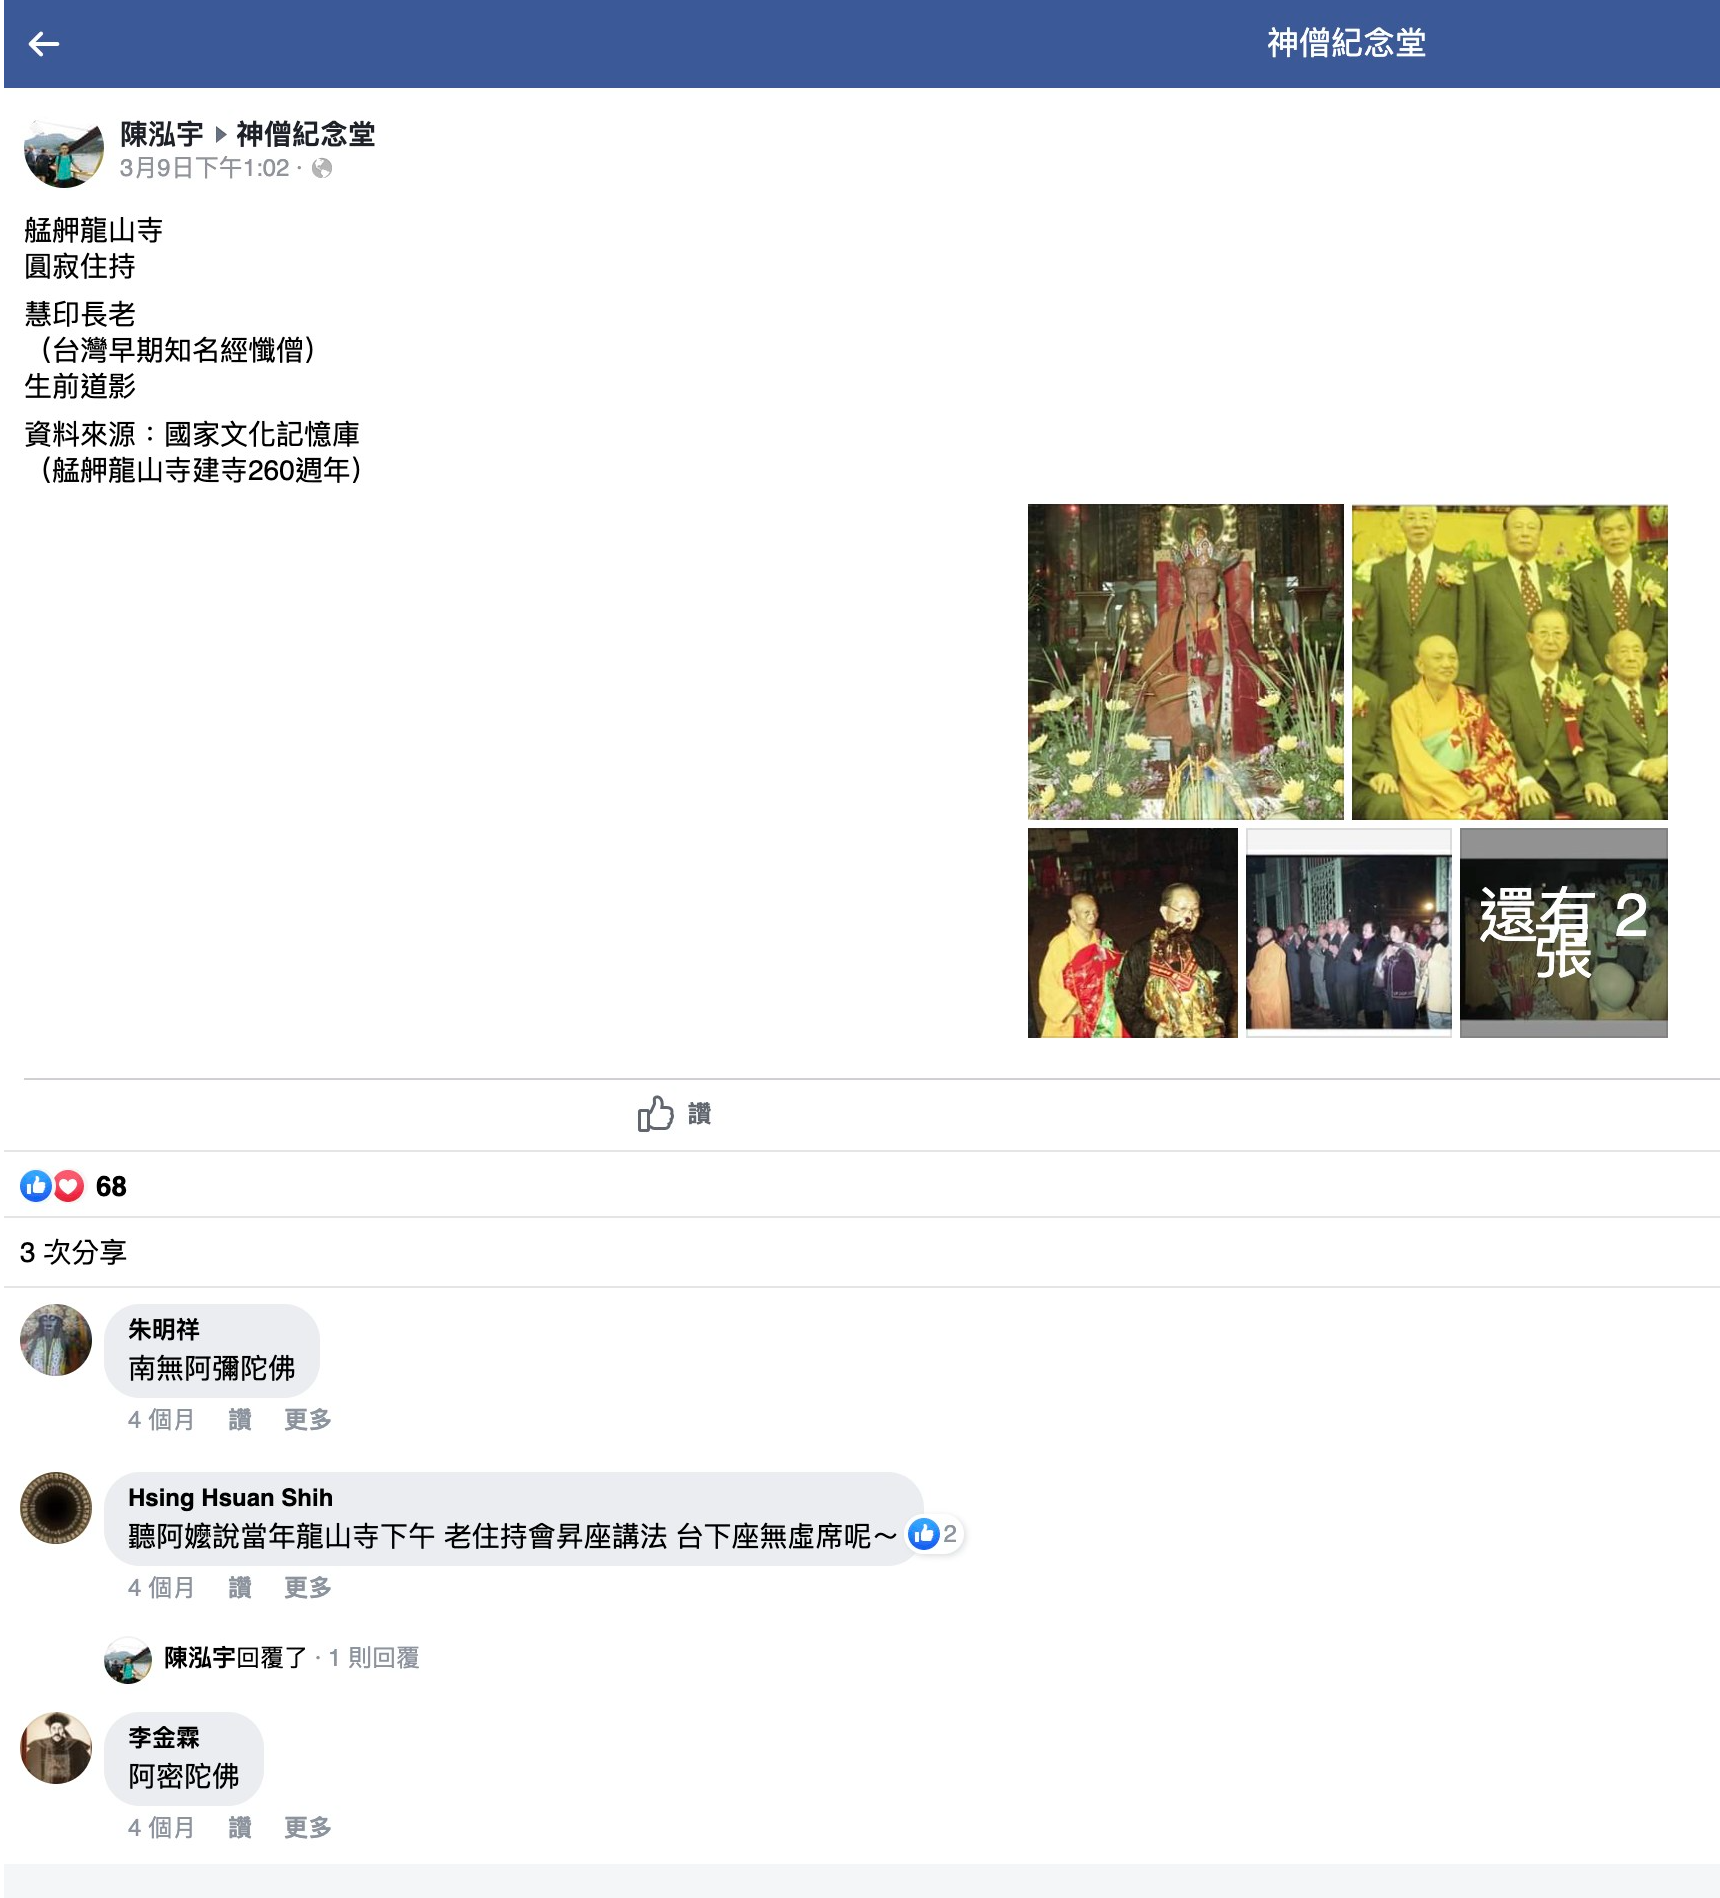 神僧紀念堂
陳泓宇 ▸ 神僧紀念堂
3月9日下午1:02 ·
艋舺龍山寺
圓寂住持
慧印長老
（台灣早期知名經懺僧）
生前道影
資料來源：國家文化記憶庫
（艋舺龍山寺建寺260週年）
還有 2
張
讚
68
3 次分享
朱明祥
南無阿彌陀佛
4 個月 讚 更多
Hsing Hsuan Shih
聽阿嬤說當年龍山寺下午 老住持會昇座講法 台下座無虛席呢～
2
4 個月 讚 更多
陳泓宇回覆了 · 1 則回覆
李金霖
阿密陀佛
4 個月 讚 更多